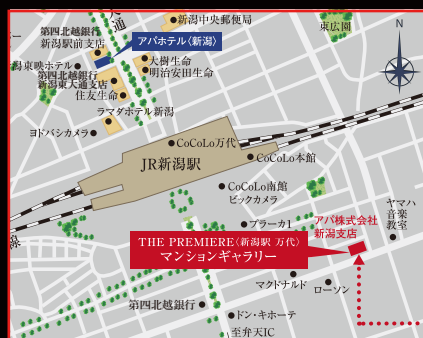 大通
新潟中央郵便局
東広園
N
第四北越銀行
新潟駅前支店
アパホテル〈新潟〉
潟東映ホテル
大樹生命
明治安田生命
第四北越銀行
新潟東大通支店
住友生命
ラマダホテル新潟
ヨドバシカメラ
CoCoLo万代
JR新潟駅
CoCoLo本館
CoCoLo南館
ビックカメラ
プラーカ1
アパ株式会社
新潟支店
ヤマハ
音楽
教室
THE PREMIERE〈新潟駅 万代〉
マンションギャラリー
マクドナルド
ローソン
第四北越銀行
ドン・キホーテ
至弁天IC